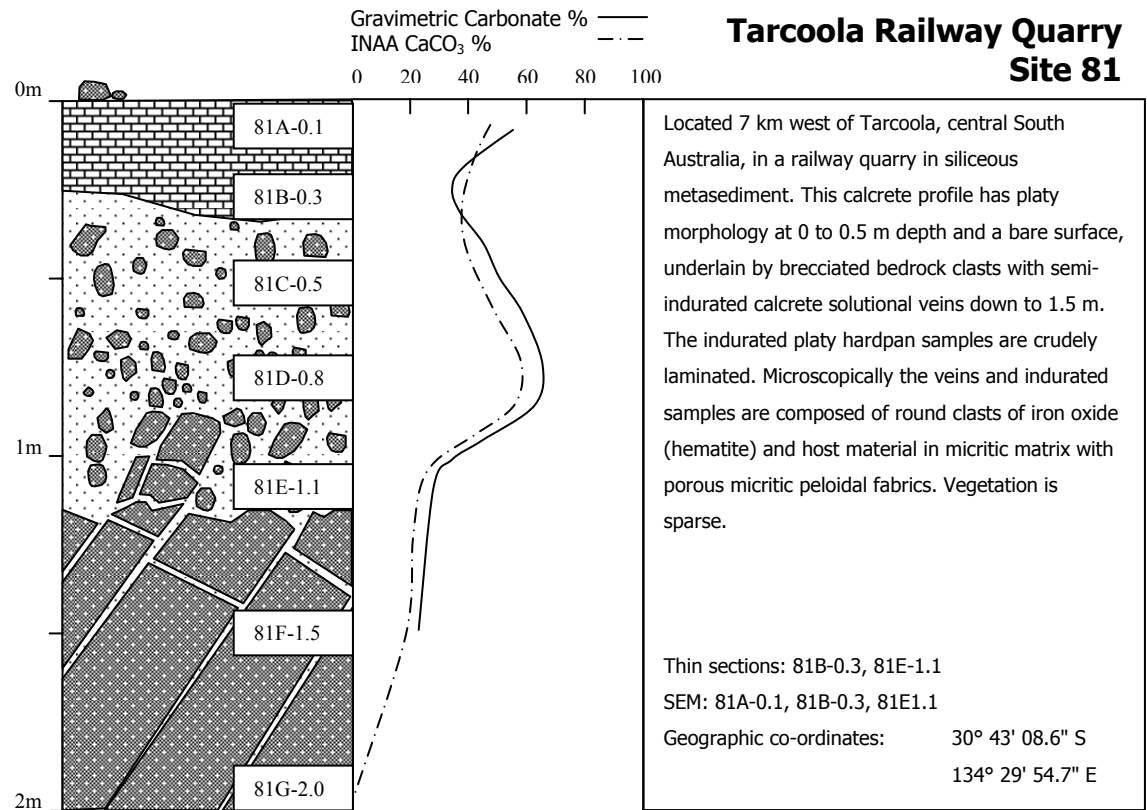 Gravimetric Carbonate %
INAA CaCO₃ %
Tarcoola Railway Quarry
Site 81
0 20 40 60 80 100
0m
81A-0.1
81B-0.3
81C-0.5
81D-0.8
1m
81E-1.1
81F-1.5
81G-2.0
2m
Located 7 km west of Tarcoola, central South
Australia, in a railway quarry in siliceous
metasediment. This calcrete profile has platy
morphology at 0 to 0.5 m depth and a bare surface,
underlain by brecciated bedrock clasts with semi-
indurated calcrete solutional veins down to 1.5 m.
The indurated platy hardpan samples are crudely
laminated. Microscopically the veins and indurated
samples are composed of round clasts of iron oxide
(hematite) and host material in micritic matrix with
porous micritic peloidal fabrics. Vegetation is
sparse.
Thin sections: 81B-0.3, 81E-1.1
SEM: 81A-0.1, 81B-0.3, 81E1.1
Geographic co-ordinates: 30° 43' 08.6" S
134° 29' 54.7" E